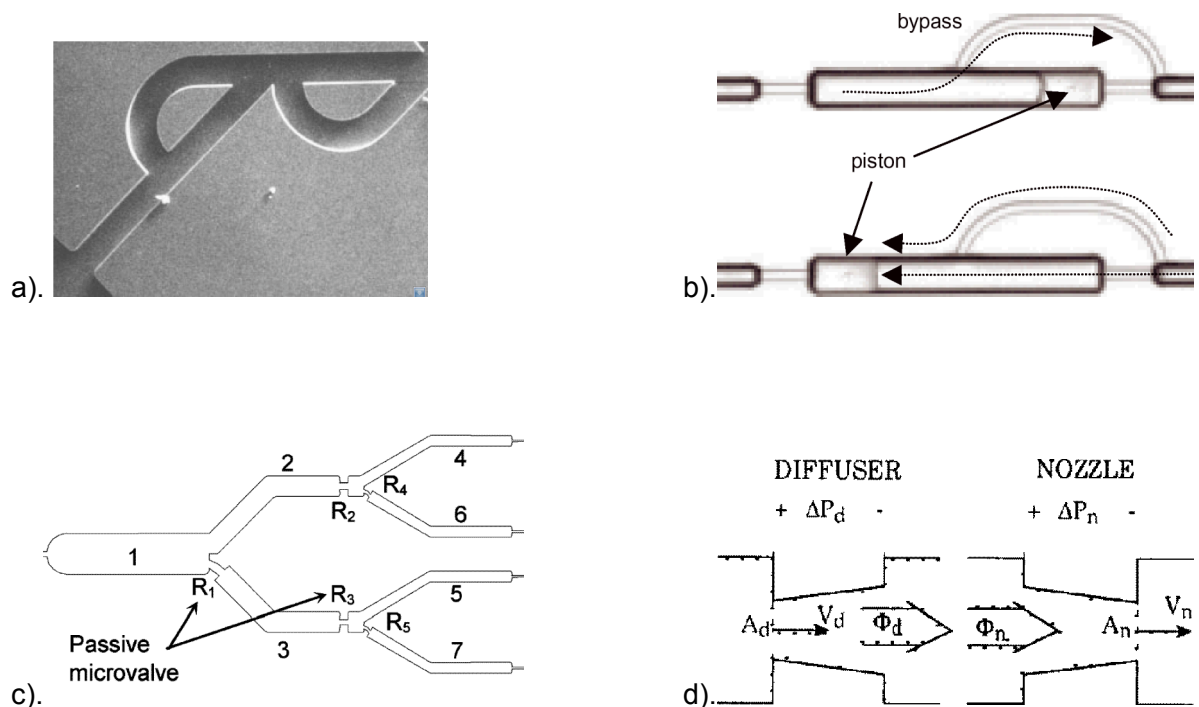 a).
bypass
piston
b).
1
2
3
4
5
6
7
R1
R2
R3
R4
R5
Passive
microvalve
c).
DIFFUSER NOZZLE
+ ΔPd - + ΔPn -
Ad Vd Φd Φn An Vn
d).